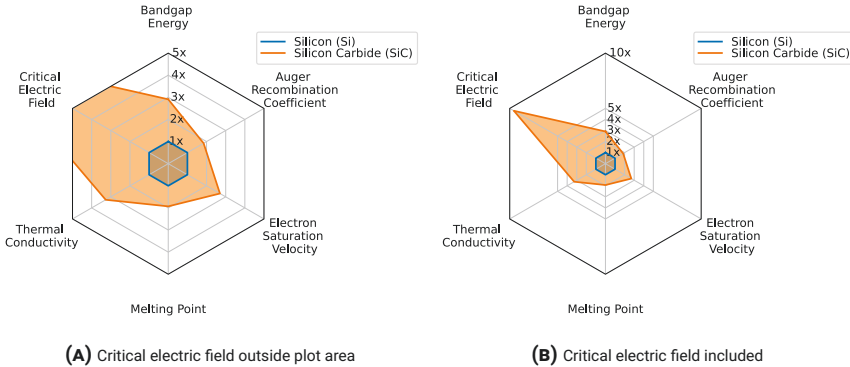 Bandgap
Energy
5x
4x
3x
2x
1x
Silicon (Si)
Silicon Carbide (SiC)
Critical
Electric
Field
Auger
Recombination
Coefficient
Thermal
Conductivity
Electron
Saturation
Velocity
Melting Point
(A) Critical electric field outside plot area
Bandgap
Energy
10x
5x
4x
3x
2x
1x
Silicon (Si)
Silicon Carbide (SiC)
Critical
Electric
Field
Auger
Recombination
Coefficient
Thermal
Conductivity
Electron
Saturation
Velocity
Melting Point
(B) Critical electric field included